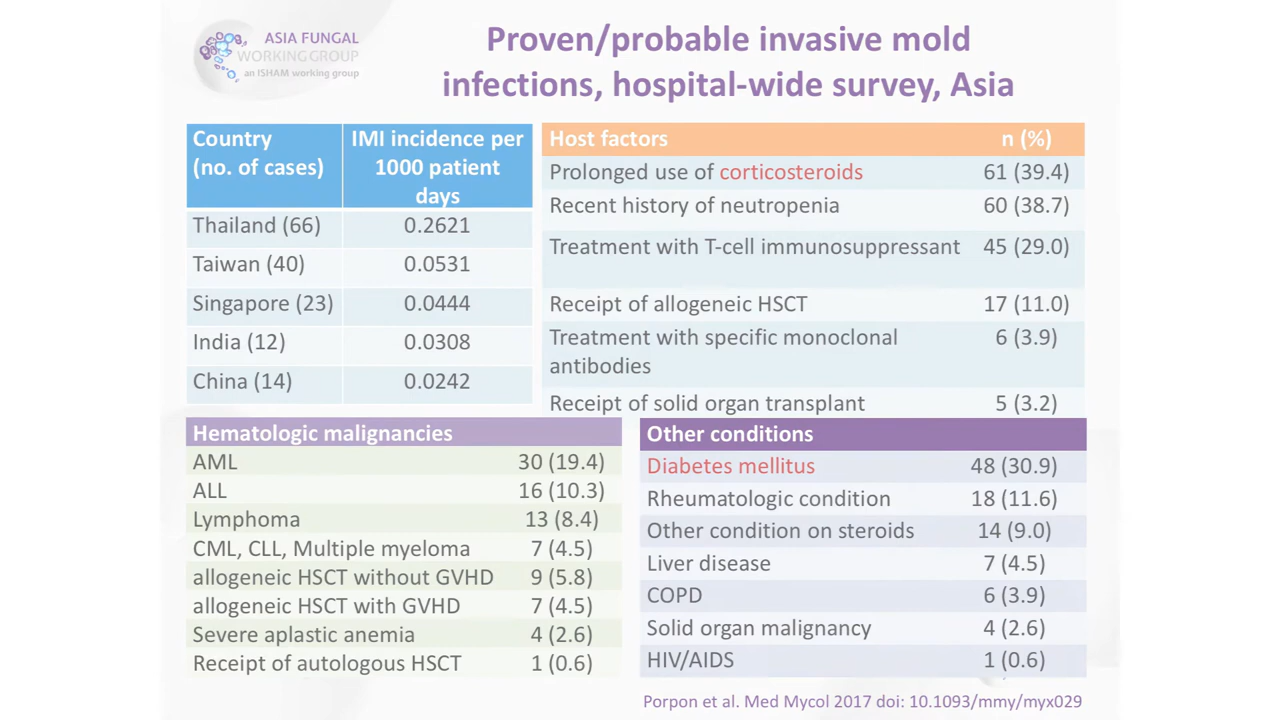 ASIA FUNGAL
WORKING GROUP
an ISHAM working group
Proven/probable invasive mold
infections, hospital-wide survey, Asia
Country
(no. of cases)
IMI incidence per
1000 patient
days
Thailand (66) 0.2621
Taiwan (40) 0.0531
Singapore (23) 0.0444
India (12) 0.0308
China (14) 0.0242
Host factors n (%)
Prolonged use of corticosteroids 61 (39.4)
Recent history of neutropenia 60 (38.7)
Treatment with T-cell immunosuppressant 45 (29.0)
Receipt of allogeneic HSCT 17 (11.0)
Treatment with specific monoclonal 6 (3.9)
antibodies
Receipt of solid organ transplant 5 (3.2)
Hematologic malignancies
AML 30 (19.4)
ALL 16 (10.3)
Lymphoma 13 (8.4)
CML, CLL, Multiple myeloma 7 (4.5)
allogeneic HSCT without GVHD 9 (5.8)
allogeneic HSCT with GVHD 7 (4.5)
Severe aplastic anemia 4 (2.6)
Receipt of autologous HSCT 1 (0.6)
Other conditions
Diabetes mellitus 48 (30.9)
Rheumatologic condition 18 (11.6)
Other condition on steroids 14 (9.0)
Liver disease 7 (4.5)
COPD 6 (3.9)
Solid organ malignancy 4 (2.6)
HIV/AIDS 1 (0.6)
Porpon et al. Med Mycol 2017 doi: 10.1093/mmy/myx029